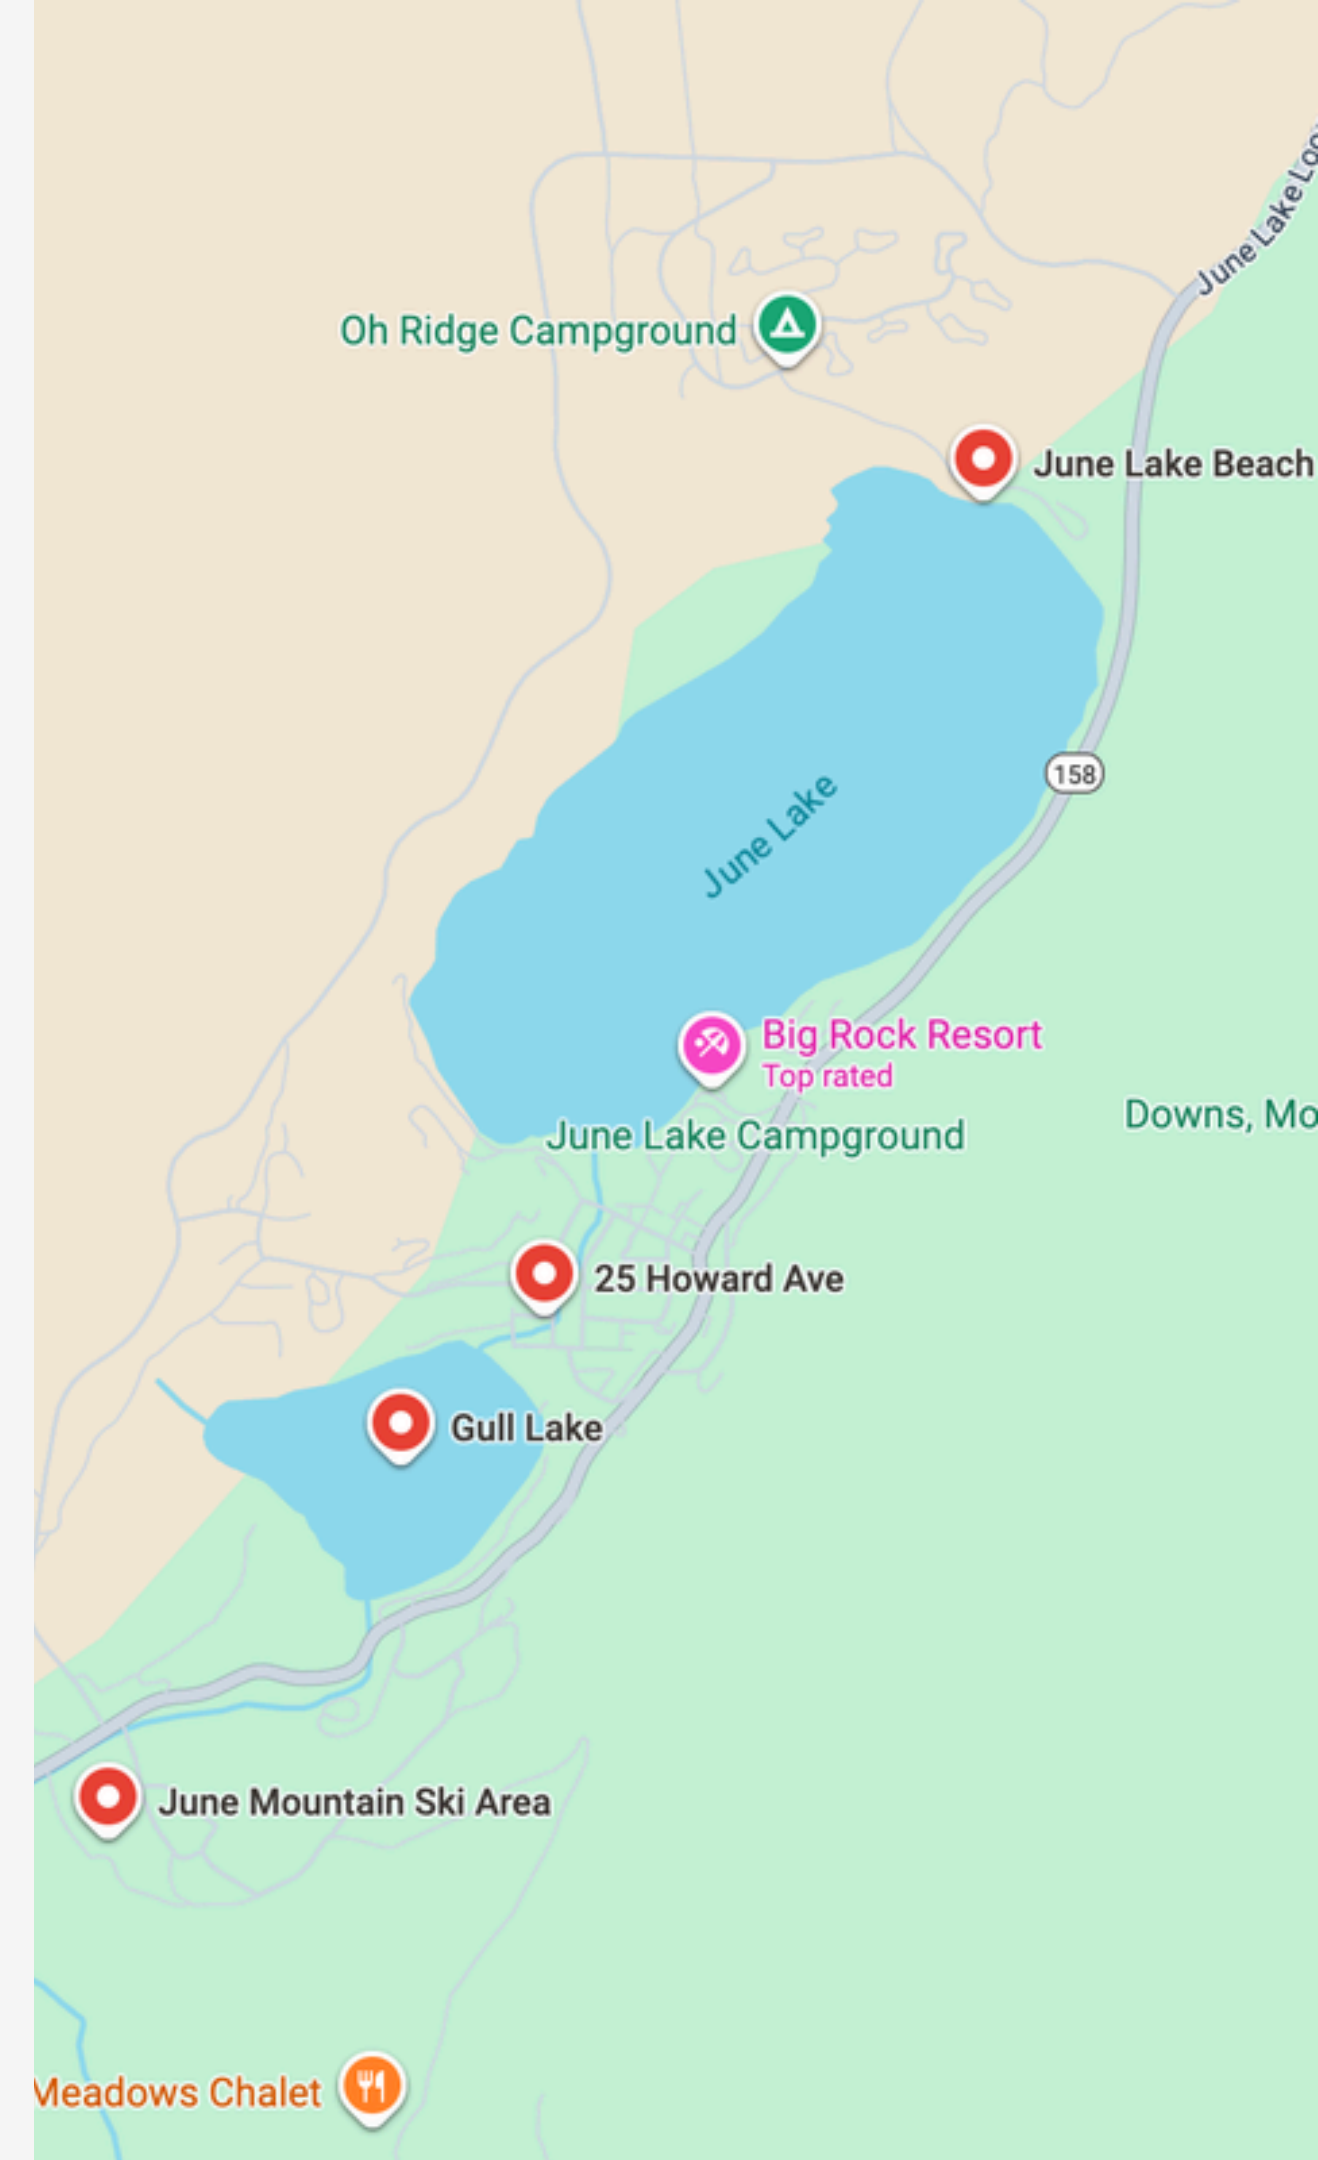 June Lake Loo
Oh Ridge Campground
June Lake Beach
158
June Lake
Big Rock Resort
Top rated
June Lake Campground
Downs, Mo
25 Howard Ave
Gull Lake
June Mountain Ski Area
Meadows Chalet